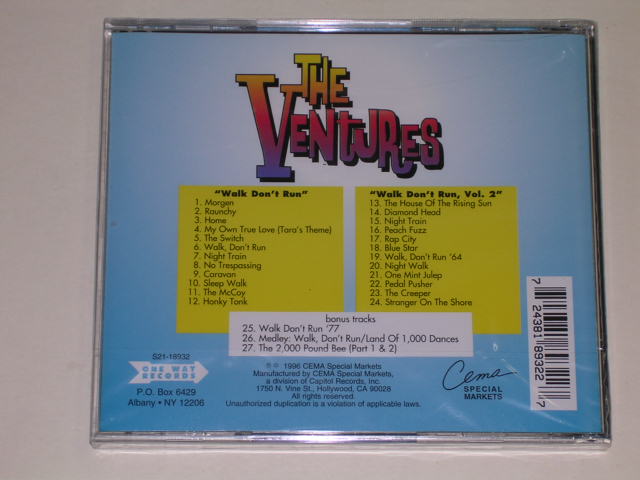 THE
VENTURES
"Walk Don't Run"
1. Morgen
2. Raunchy
3. Home
4. My Own True Love (Tara's Theme)
5. The Switch
6. Walk, Don't Run
7. Night Train
8. No Trespassing
9. Caravan
10. Sleep Walk
11. The McCoy
12. Honky Tonk
"Walk Don't Run, Vol. 2"
13. The House Of The Rising Sun
14. Diamond Head
15. Night Train
16. Peach Fuzz
17. Rap City
18. Blue Star
19. Walk, Don't Run '64
20. Night Walk
21. One Mint Julep
22. Pedal Pusher
23. The Creeper
24. Stranger On The Shore
bonus tracks
25. Walk Don't Run '77
26. Medley: Walk, Don't Run/Land Of 1,000 Dances
27. The 2,000 Pound Bee (Part 1 & 2)
S21-18932
ONE WAY
RECORDS
P.O. Box 6429
Albany • NY 12206
℗ © 1996 CEMA Special Markets
Manufactured by CEMA Special Markets,
a division of Capitol Records, Inc.
1750 N. Vine St., Hollywood, CA 90028
All rights reserved.
Unauthorized duplication is a violation of applicable laws.
Cema
SPECIAL
MARKETS
7 24381 89322 7